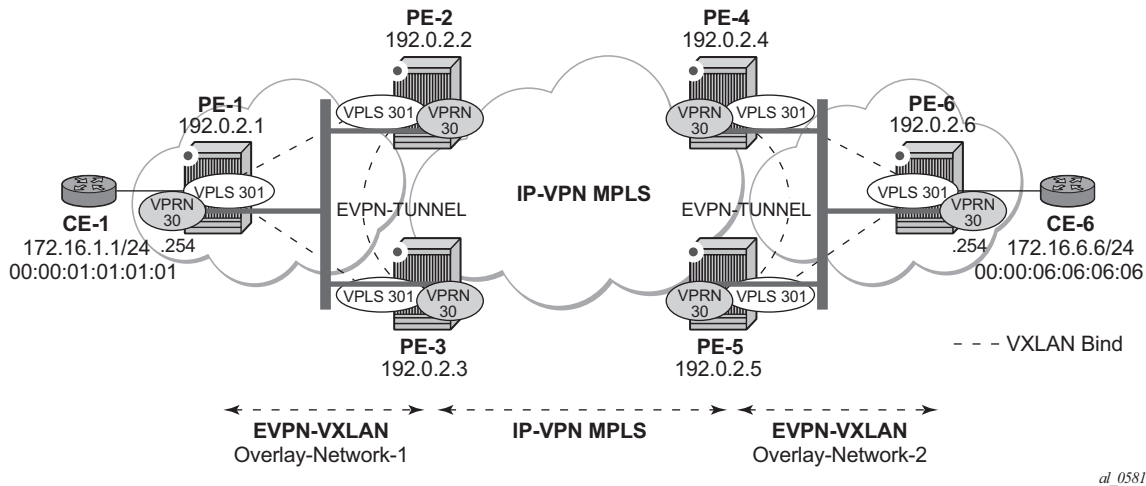 PE-2
192.0.2.2
PE-4
192.0.2.4
PE-1
192.0.2.1
PE-6
192.0.2.6
VPLS 301
VPRN
30
VPRN
30
VPLS 301
VPLS 301
VPRN
30
IP-VPN MPLS
VPLS 301
VPRN
30
EVPN-TUNNEL
EVPN-TUNNEL
CE-1
172.16.1.1/24
.254
00:00:01:01:01:01
CE-6
.254
172.16.6.6/24
00:00:06:06:06:06
VPLS 301
VPRN
30
VPRN
30
VPLS 301
PE-3
192.0.2.3
PE-5
192.0.2.5
VXLAN Bind
EVPN-VXLAN
Overlay-Network-1
IP-VPN MPLS
EVPN-VXLAN
Overlay-Network-2
al_0581